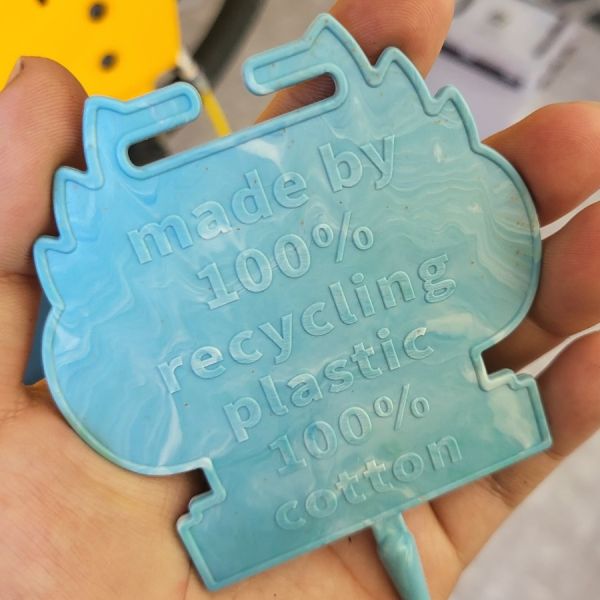 made by
100%
recycling
plastic
100%
cotton